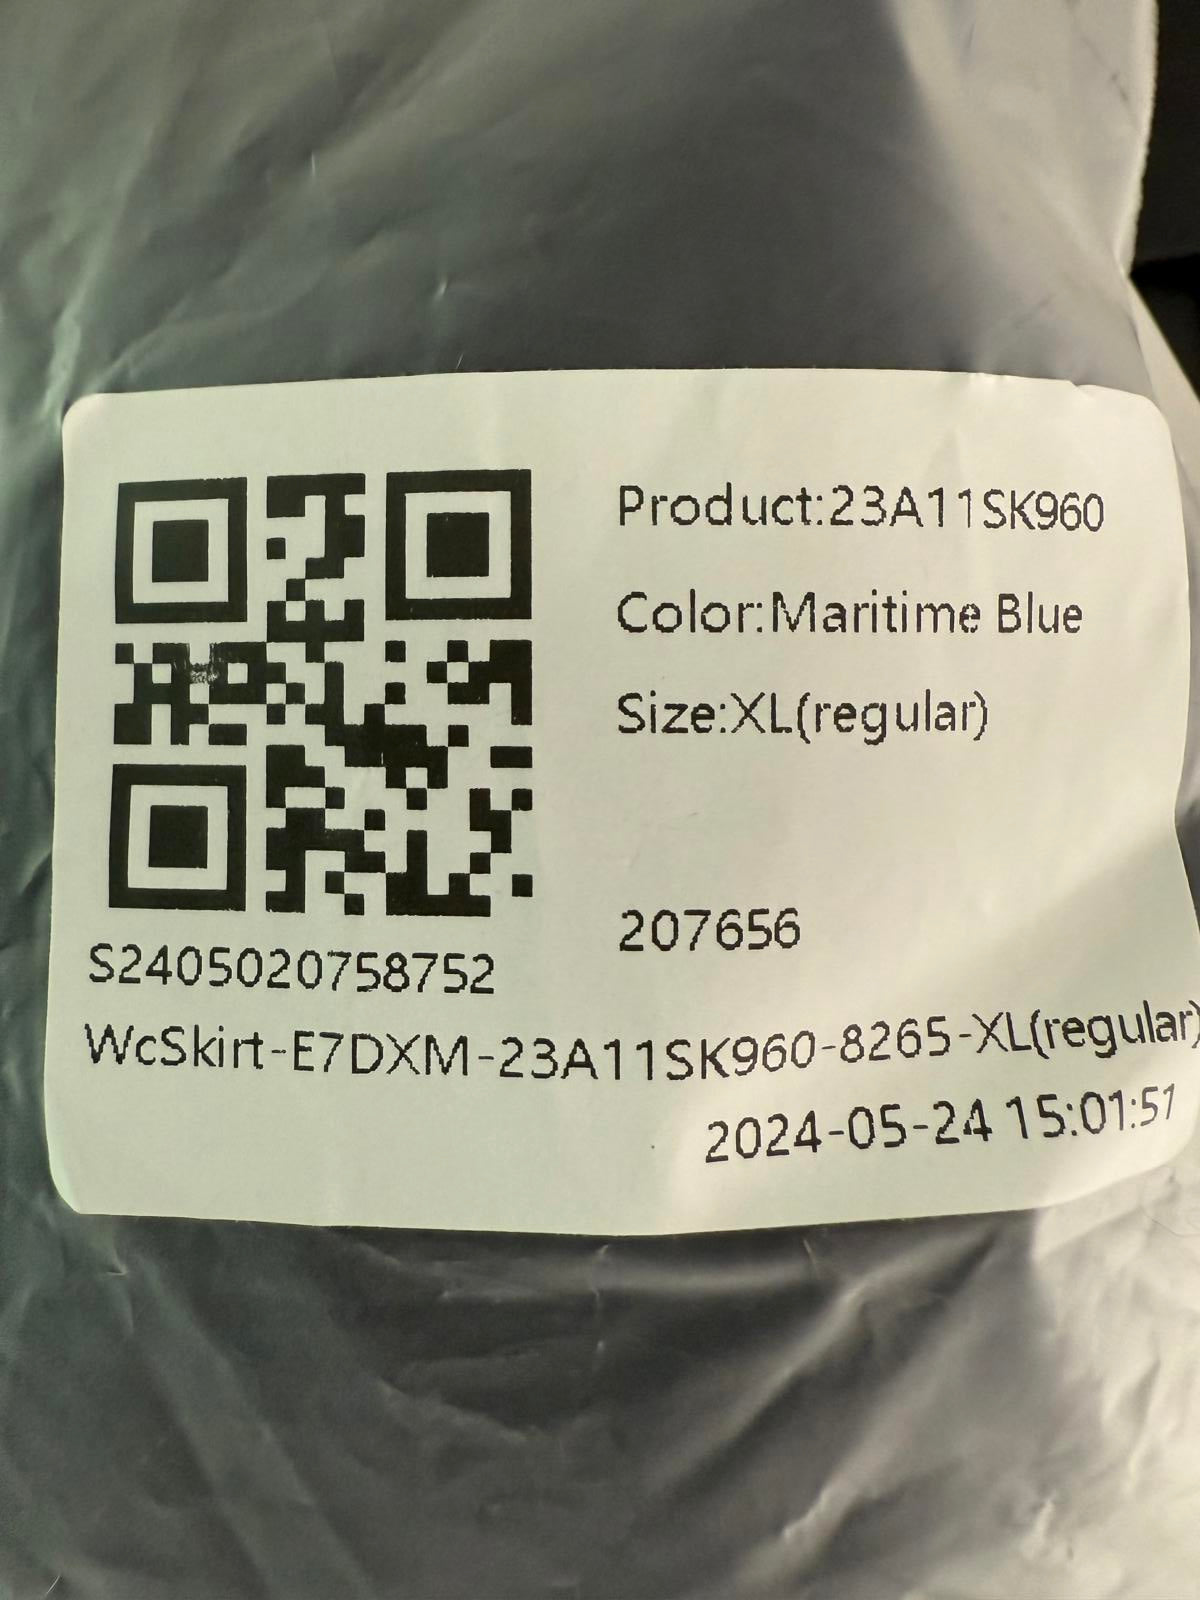 Product:23A11SK960
Color:Maritime Blue
Size:XL(regular)
207656
S2405020758752
WcSkirt-E7DXM-23A11SK960-8265-XL(regular)
2024-05-24 15:01:51